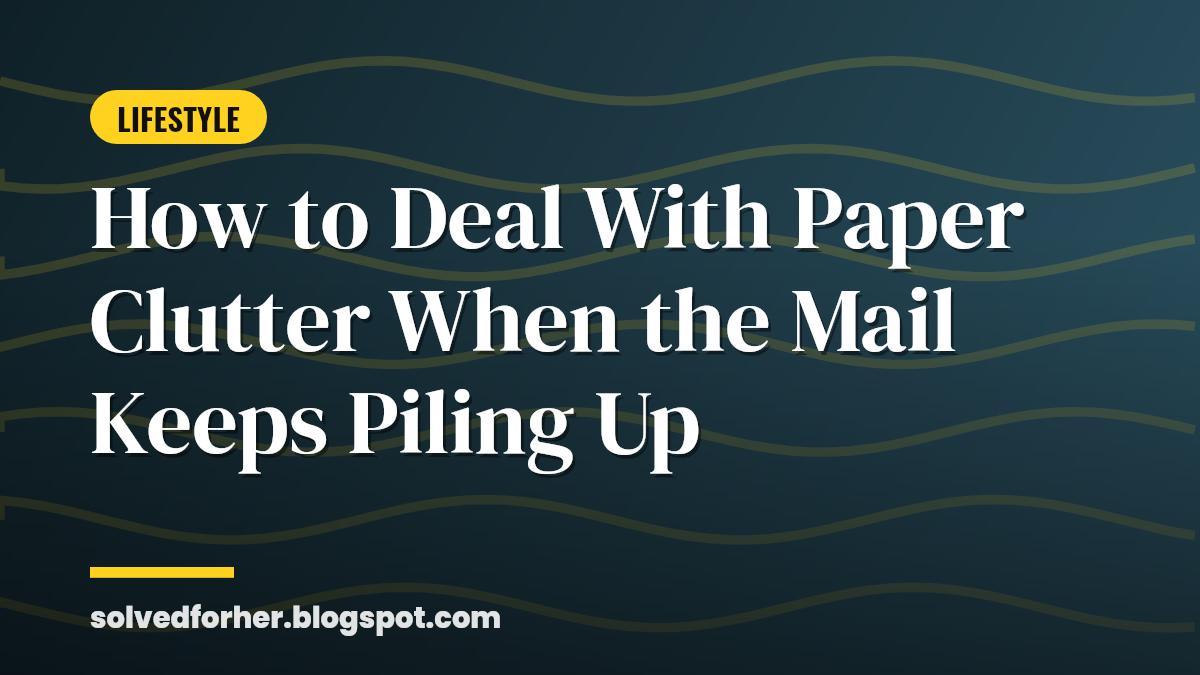 LIFESTYLE
How to Deal With Paper
Clutter When the Mail
Keeps Piling Up
solvedforher.blogspot.com